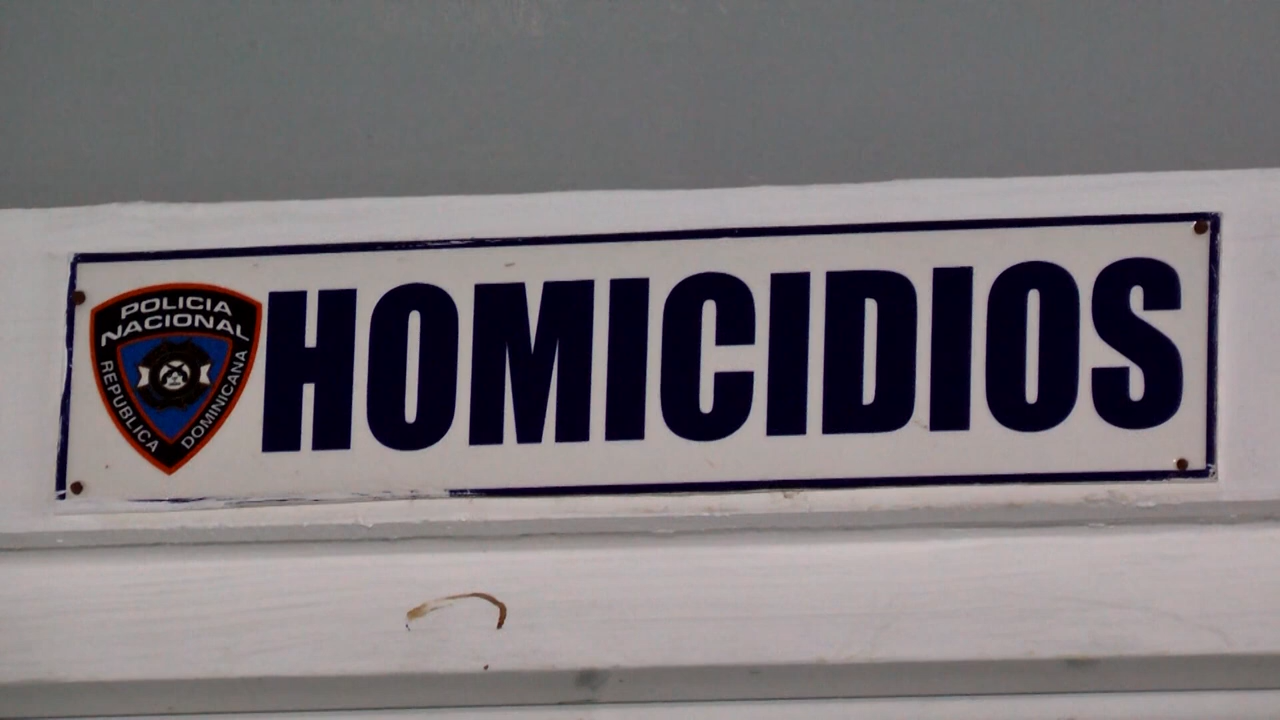 POLICIA
NACIONAL
REPUBLICA
DOMINICANA
HOMICIDIOS